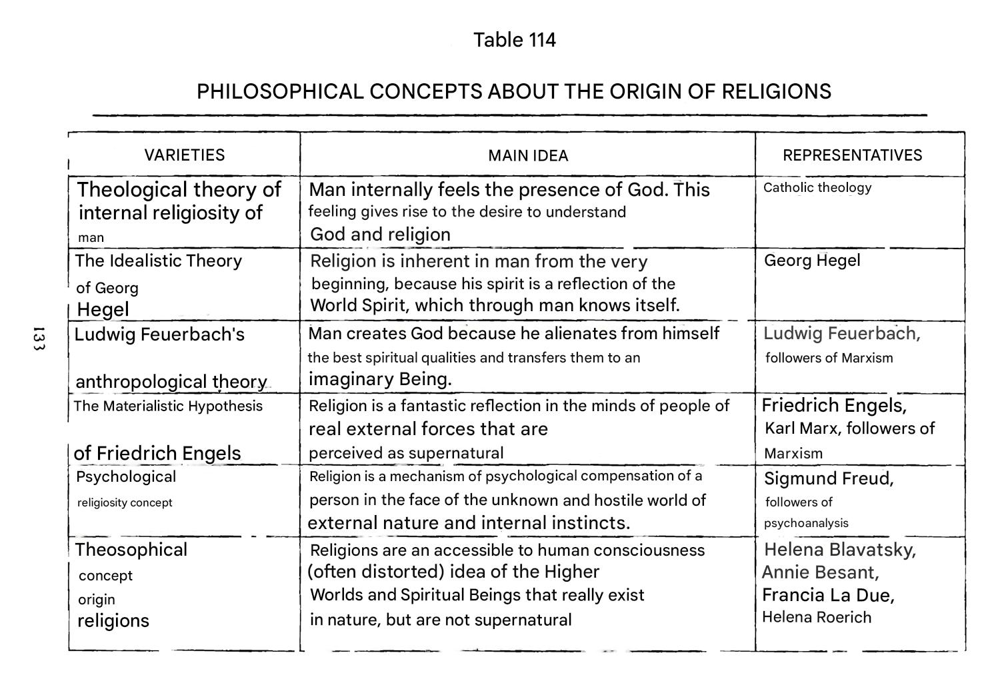 Table 114
PHILOSOPHICAL CONCEPTS ABOUT THE ORIGIN OF RELIGIONS
VARIETIES
MAIN IDEA
REPRESENTATIVES
Theological theory of
internal religiosity of
man
Man internally feels the presence of God. This
feeling gives rise to the desire to understand
God and religion
Catholic theology
The Idealistic Theory
of Georg
Hegel
Religion is inherent in man from the very
beginning, because his spirit is a reflection of the
World Spirit, which through man knows itself.
Georg Hegel
Ludwig Feuerbach's
anthropological theory
Man creates God because he alienates from himself
the best spiritual qualities and transfers them to an
imaginary Being.
Ludwig Feuerbach,
followers of Marxism
The Materialistic Hypothesis
of Friedrich Engels
Religion is a fantastic reflection in the minds of people of
real external forces that are
perceived as supernatural
Friedrich Engels,
Karl Marx, followers of
Marxism
Psychological
religiosity concept
Religion is a mechanism of psychological compensation of a
person in the face of the unknown and hostile world of
external nature and internal instincts.
Sigmund Freud,
followers of
psychoanalysis
Theosophical
concept
origin
religions
Religions are an accessible to human consciousness
(often distorted) idea of the Higher
Worlds and Spiritual Beings that really exist
in nature, but are not supernatural
Helena Blavatsky,
Annie Besant,
Francia La Due,
Helena Roerich
133